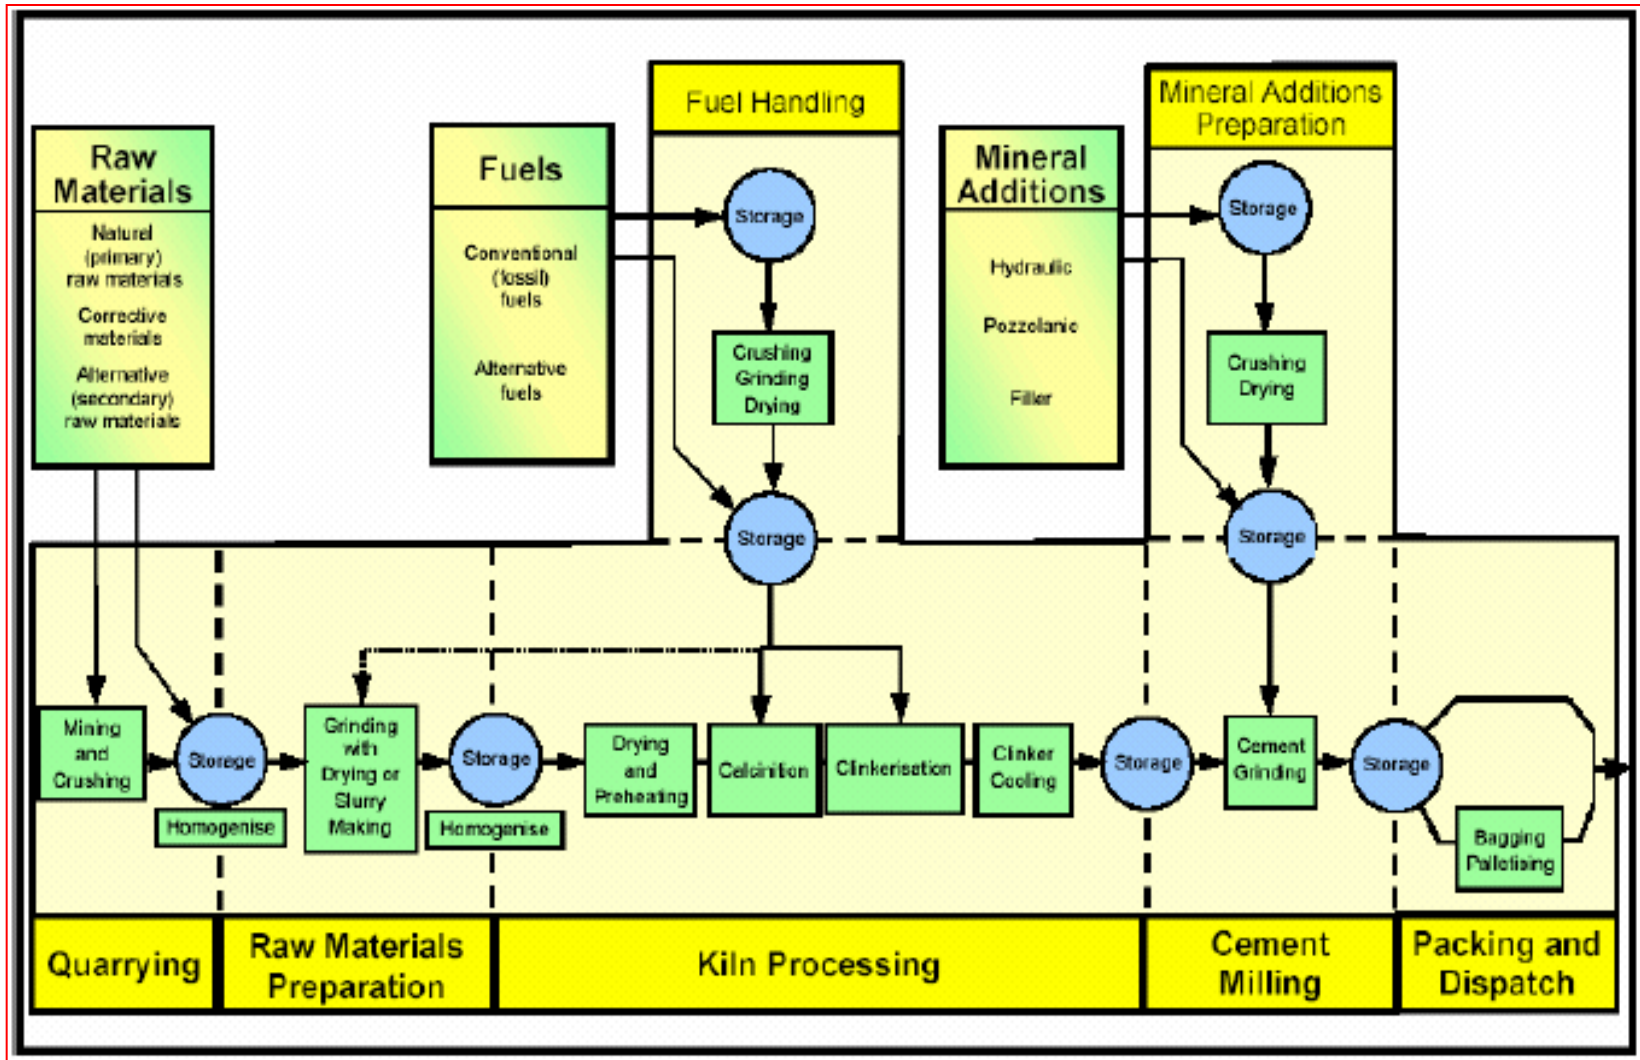 Fuel Handling
Mineral Additions
Preparation
Raw
Materials
Natural
(primary)
raw materials
Corrective
materials
Alternative
(secondary)
raw materials
Fuels
Conventional
(fossil)
fuels
Alternative
fuels
Storage
Crushing
Grinding
Drying
Storage
Mineral
Additions
Hydraulic
Pozzolanic
Filler
Storage
Crushing
Drying
Storage
Mining
and
Crushing
Storage
Homogenise
Grinding
with
Drying or
Slurry
Making
Storage
Homogenise
Drying
and
Preheating
Calcinition
Clinkerisation
Clinker
Cooling
Storage
Cement
Grinding
Storage
Bagging
Palletising
Quarrying
Raw Materials
Preparation
Kiln Processing
Cement
Milling
Packing and
Dispatch